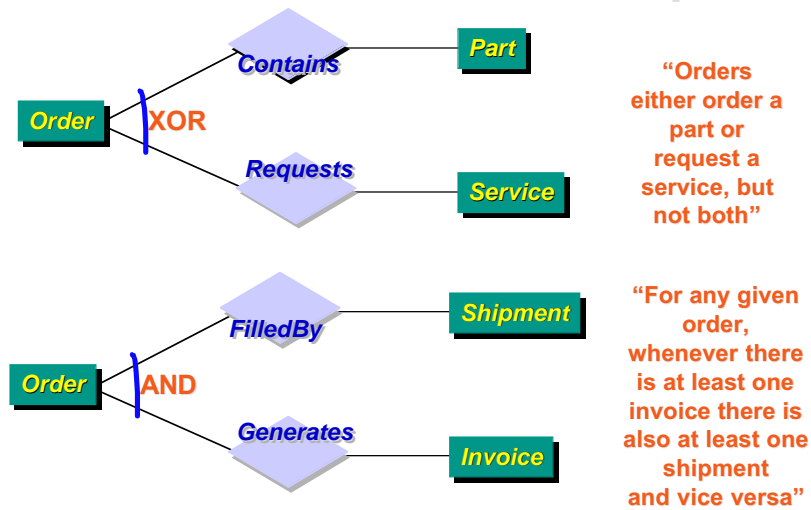 Contains
Part
Order
XOR
Requests
Service
“Orders
either order a
part or
request a
service, but
not both”
FilledBy
Shipment
Order
AND
Generates
Invoice
“For any given
order,
whenever there
is at least one
invoice there is
also at least one
shipment
and vice versa”